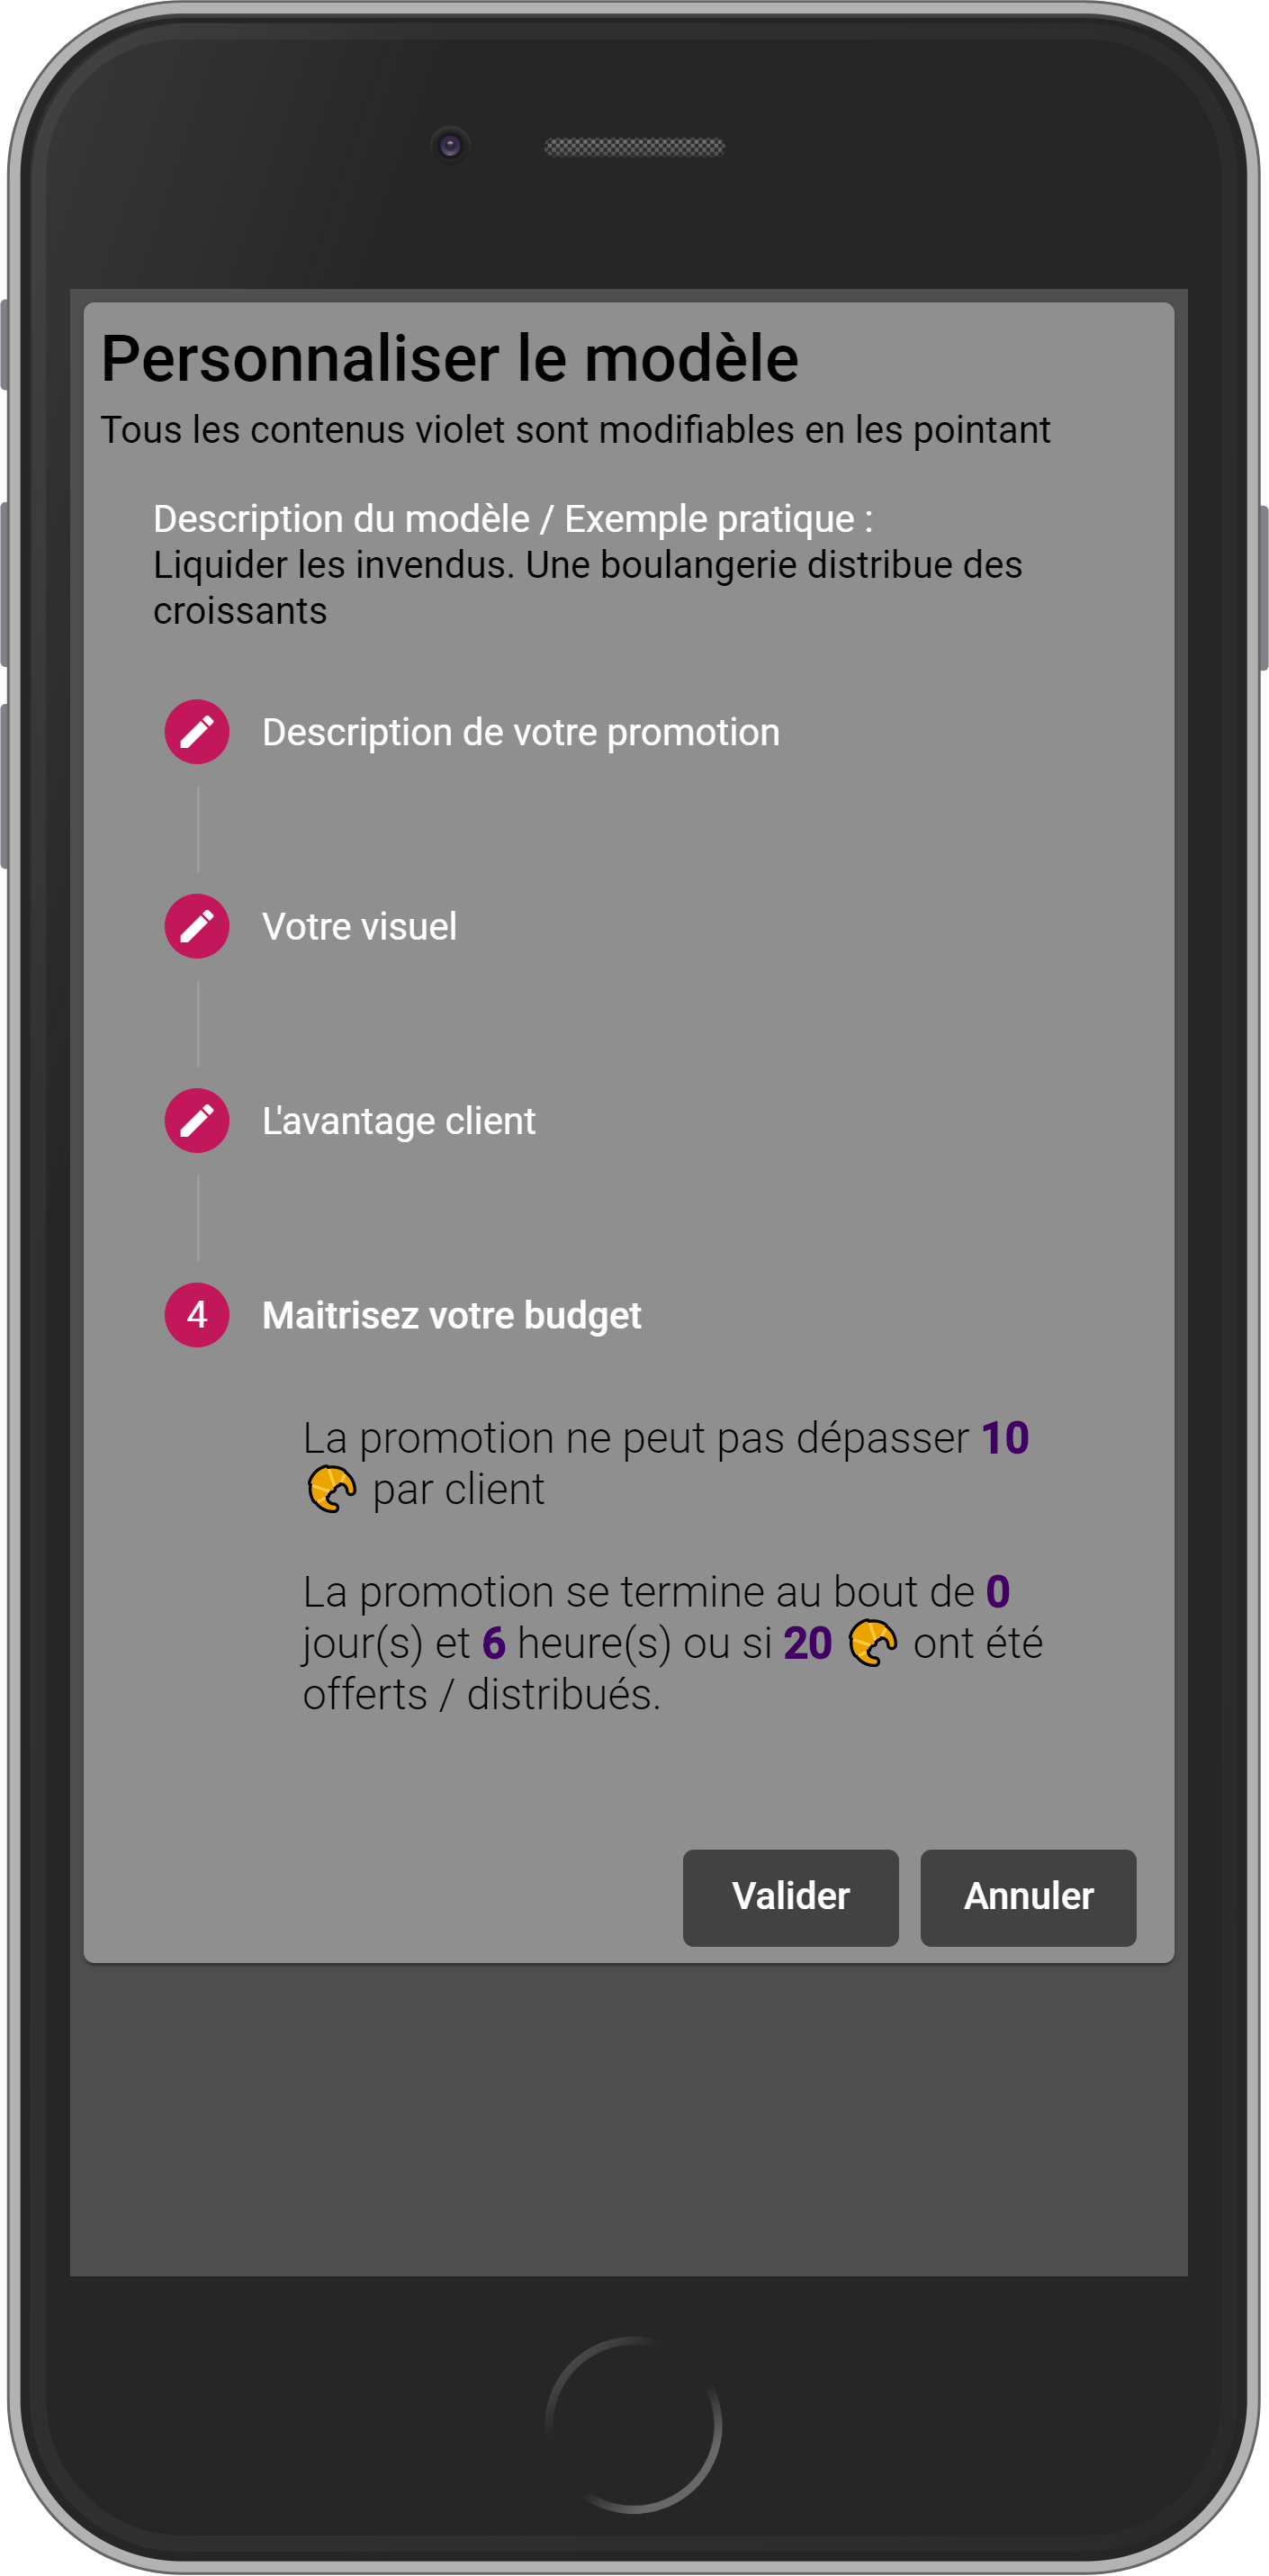 Personnaliser le modèle
Tous les contenus violet sont modifiables en les pointant
Description du modèle / Exemple pratique :
Liquider les invendus. Une boulangerie distribue des
croissants
Description de votre promotion
Votre visuel
L'avantage client
4 Maitrisez votre budget
La promotion ne peut pas dépasser 10
par client
La promotion se termine au bout de 0
jour(s) et 6 heure(s) ou si 20 ont été
offerts / distribués.
Valider Annuler